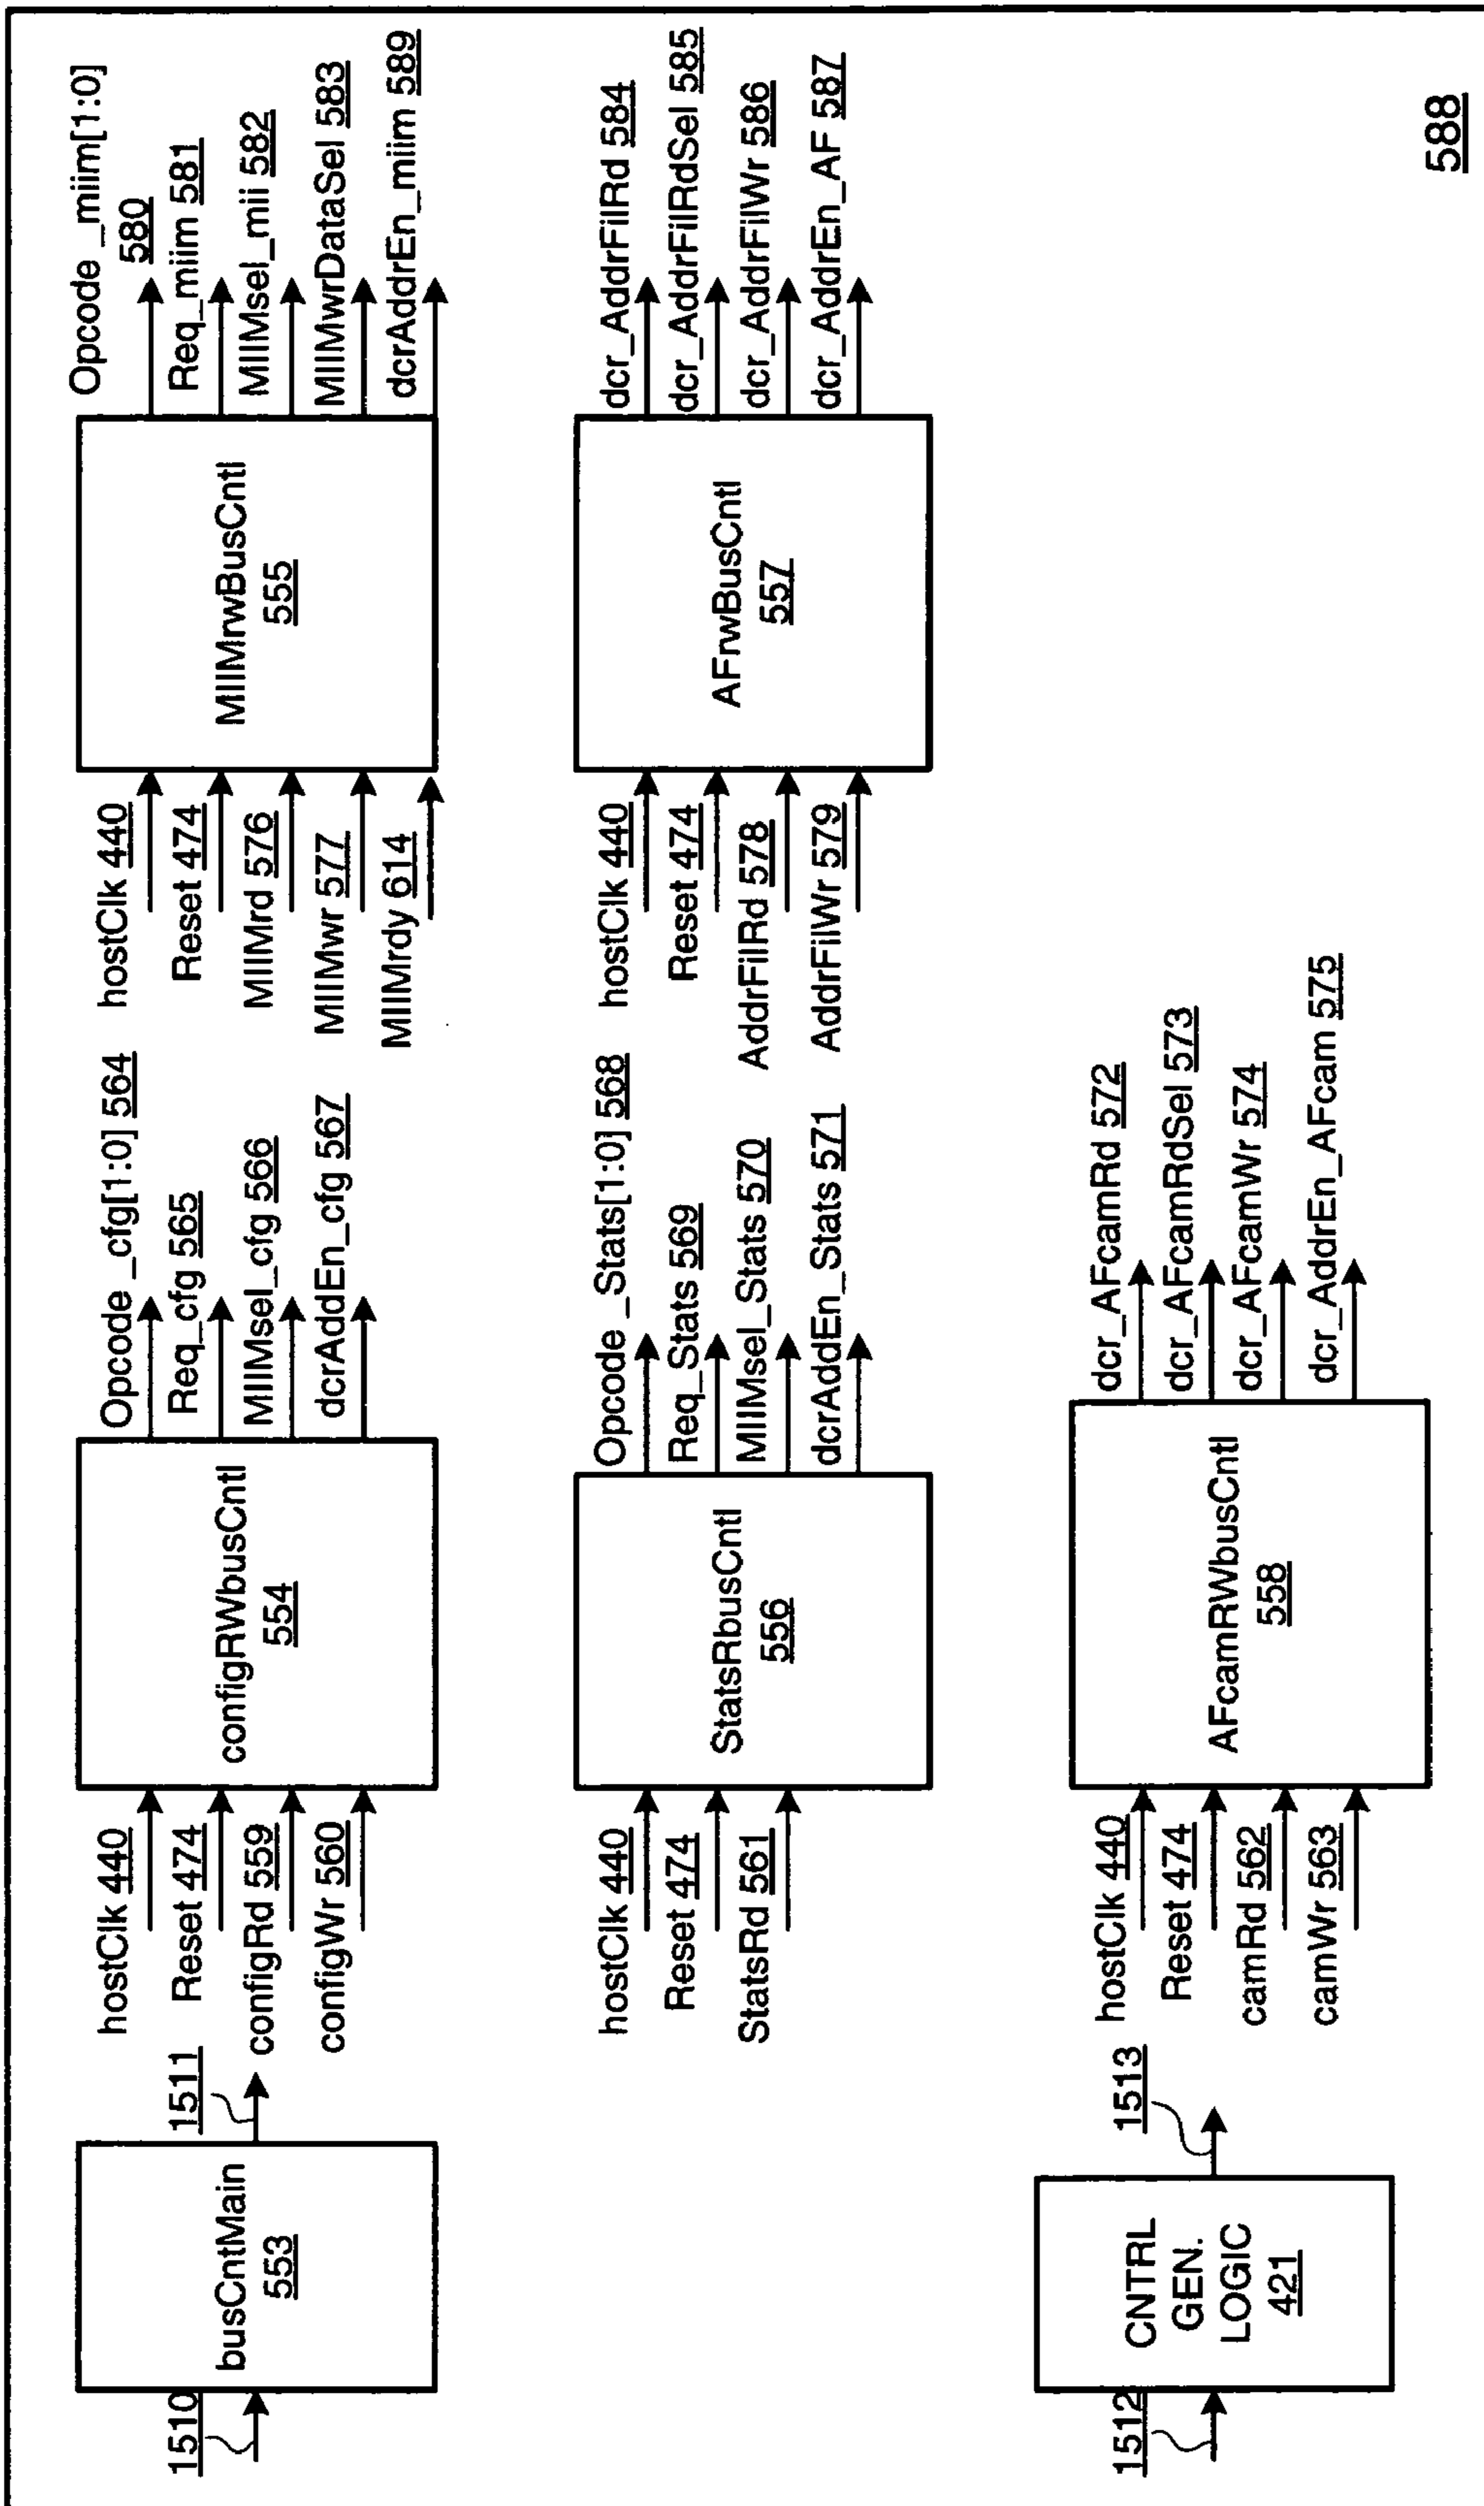 1510
busCntMain
553
1511
hostClk 440
Reset 474
configRd 559
configWr 560
configRWbusCntl
554
Opcode _cfg[1:0] 564
Req_cfg 565
MIIMsel_cfg 566
dcrAddEn_cfg 567
hostClk 440
Reset 474
MIIMrd 576
MIIMwr 577
MIIMrdy 614
MIIMrwBusCntl
555
Opcode _miim[1:0]
580
Req_miim 581
MIIMsel_mii 582
MIIMwrDataSel 583
dcrAddrEn_miim 589
hostClk 440
Reset 474
StatsRd 561
StatsRbusCntl
556
Opcode _Stats[1:0] 568
Req_Stats 569
MIIMsel_Stats 570
dcrAddEn_Stats 571
hostClk 440
Reset 474
AddrFilRd 578
AddrFilWr 579
AFrwBusCntl
557
dcr_AddrFilRd 584
dcr_AddrFilRdSel 585
dcr_AddrFilWr 586
dcr_AddrEn_AF 587
1512
CNTRL
GEN.
LOGIC
421
1513
hostClk 440
Reset 474
camRd 562
camWr 563
AFcamRWbusCntl
558
dcr_AFcamRd 572
dcr_AFcamRdSel 573
dcr_AFcamWr 574
dcr_AddrEn_AFcam 575
588